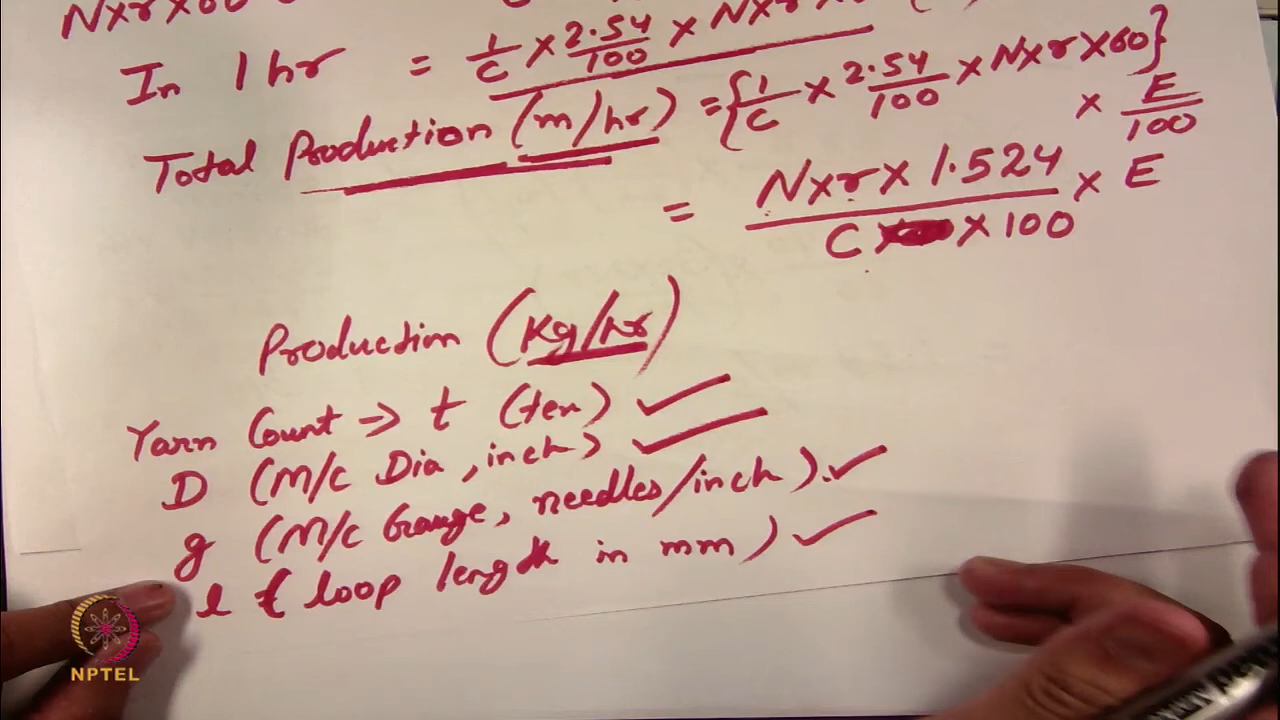 N×r×60
In 1 hr = 1/C × 2.54/100 × N×r×
Total Production (m/hr) = {1/C × 2.54/100 × N×r×60}
× E/100
= N×r×1.524/C × 100 × E
Production (Kg/hr)
Yarn Count → t (tex) ✓
D (M/c Dia, inch) ✓
g (M/c Gauge, needles/inch). ✓
l ( loop length in mm) ✓
NPTEL